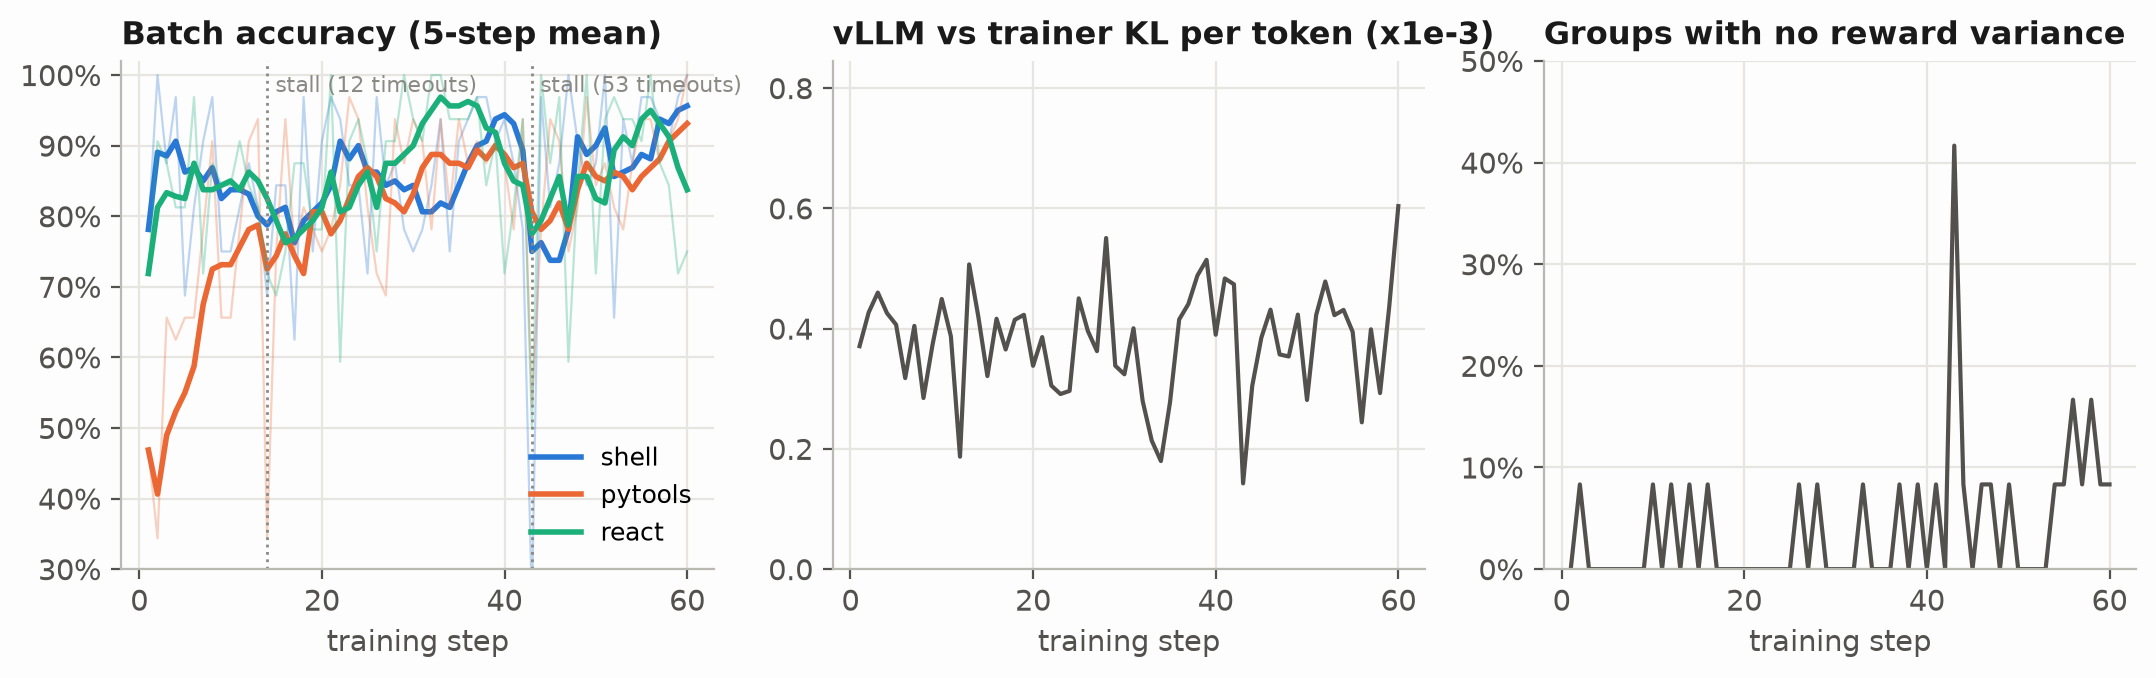 Batch accuracy (5-step mean)
100%
90%
80%
70%
60%
50%
40%
30%
stall (12 timeouts)
stall (53 timeouts)
shell
pytools
react
0
20
40
60
training step
vLLM vs trainer KL per token (x1e-3)
0.8
0.6
0.4
0.2
0.0
0
20
40
60
training step
Groups with no reward variance
50%
40%
30%
20%
10%
0%
0
20
40
60
training step